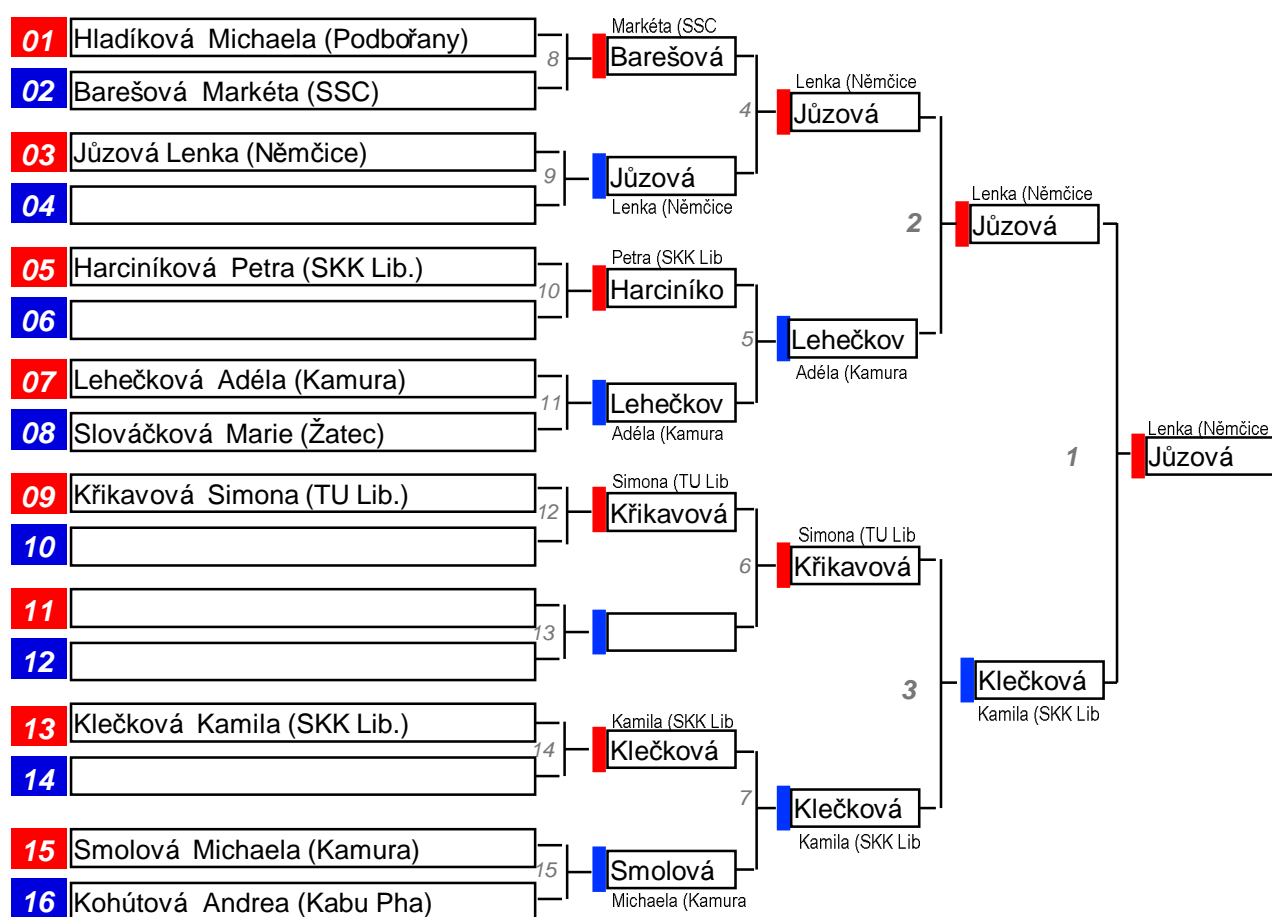 01 Hladíková  Michaela (Podbořany)
02 Barešová  Markéta (SSC)
03 Jůzová Lenka (Němčice)
04
05 Harciníková  Petra (SKK Lib.)
06
07 Lehečková  Adéla (Kamura)
08 Slováčková  Marie (Žatec)
09 Křikavová  Simona (TU Lib.)
10
11
12
13 Klečková  Kamila (SKK Lib.)
14
15 Smolová  Michaela (Kamura)
16 Kohútová  Andrea (Kabu Pha)
8
9
10
11
12
13
14
15
Markéta (SSC
Barešová
Jůzová
Lenka (Němčice
Petra (SKK Lib
Harciníko
Lehečkov
Adéla (Kamura
Simona (TU Lib
Křikavová
Kamila (SKK Lib
Klečková
Smolová
Michaela (Kamura
4
5
6
7
Lenka (Němčice
Jůzová
Lehečkov
Adéla (Kamura
Simona (TU Lib
Křikavová
Klečková
Kamila (SKK Lib
2
3
Lenka (Němčice
Jůzová
Klečková
Kamila (SKK Lib
1
Lenka (Němčice
Jůzová